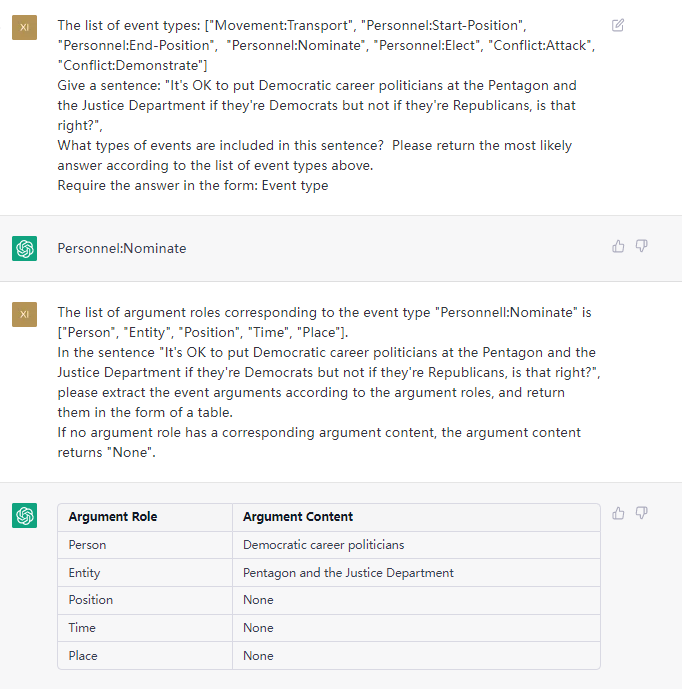 XI
The list of event types: ["Movement:Transport", "Personnel:Start-Position",
"Personnel:End-Position",  "Personnel:Nominate", "Personnel:Elect", "Conflict:Attack",
"Conflict:Demonstrate"]
Give a sentence: "It's OK to put Democratic career politicians at the Pentagon and
the Justice Department if they're Democrats but not if they're Republicans, is that
right?",
What types of events are included in this sentence?  Please return the most likely
answer according to the list of event types above.
Require the answer in the form: Event type
Personnel:Nominate
XI
The list of argument roles corresponding to the event type "Personnell:Nominate" is
["Person", "Entity", "Position", "Time", "Place"].
In the sentence "It's OK to put Democratic career politicians at the Pentagon and the
Justice Department if they're Democrats but not if they're Republicans, is that right?",
please extract the event arguments according to the argument roles, and return
them in the form of a table.
If no argument role has a corresponding argument content, the argument content
returns "None".
Argument Role Argument Content
Person Democratic career politicians
Entity Pentagon and the Justice Department
Position None
Time None
Place None